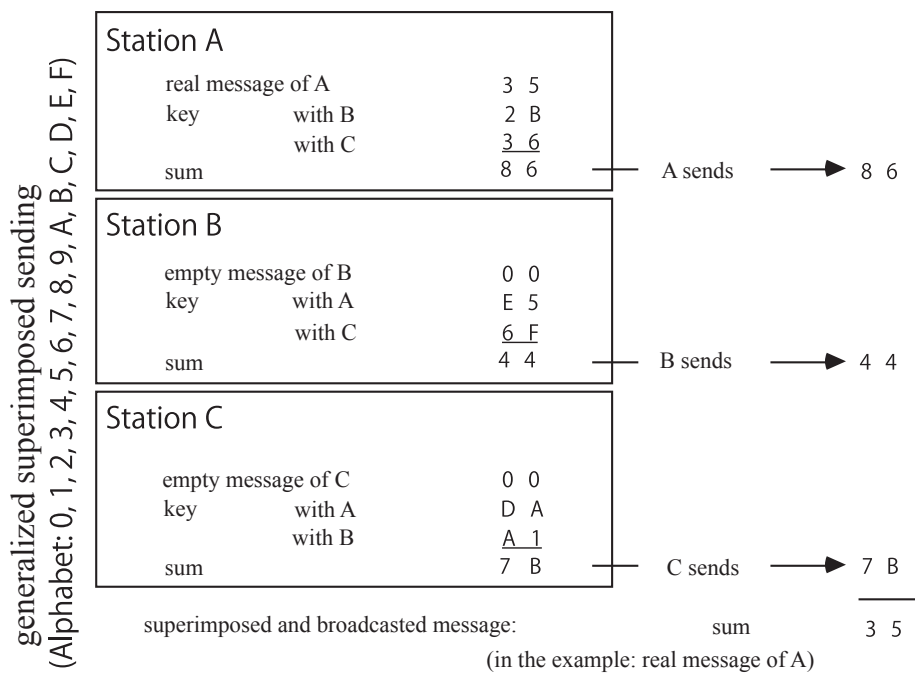 generalized superimposed sending
(Alphabet: 0, 1, 2, 3, 4, 5, 6, 7, 8, 9, A, B, C, D, E, F)
Station A
real message of A 3 5
key with B 2 B
with C 3 6
sum 8 6 A sends 8 6
Station B
empty message of B 0 0
key with A E 5
with C 6 F
sum 4 4 B sends 4 4
Station C
empty message of C 0 0
key with A D A
with B A 1
sum 7 B C sends 7 B
superimposed and broadcasted message: sum 3 5
(in the example: real message of A)